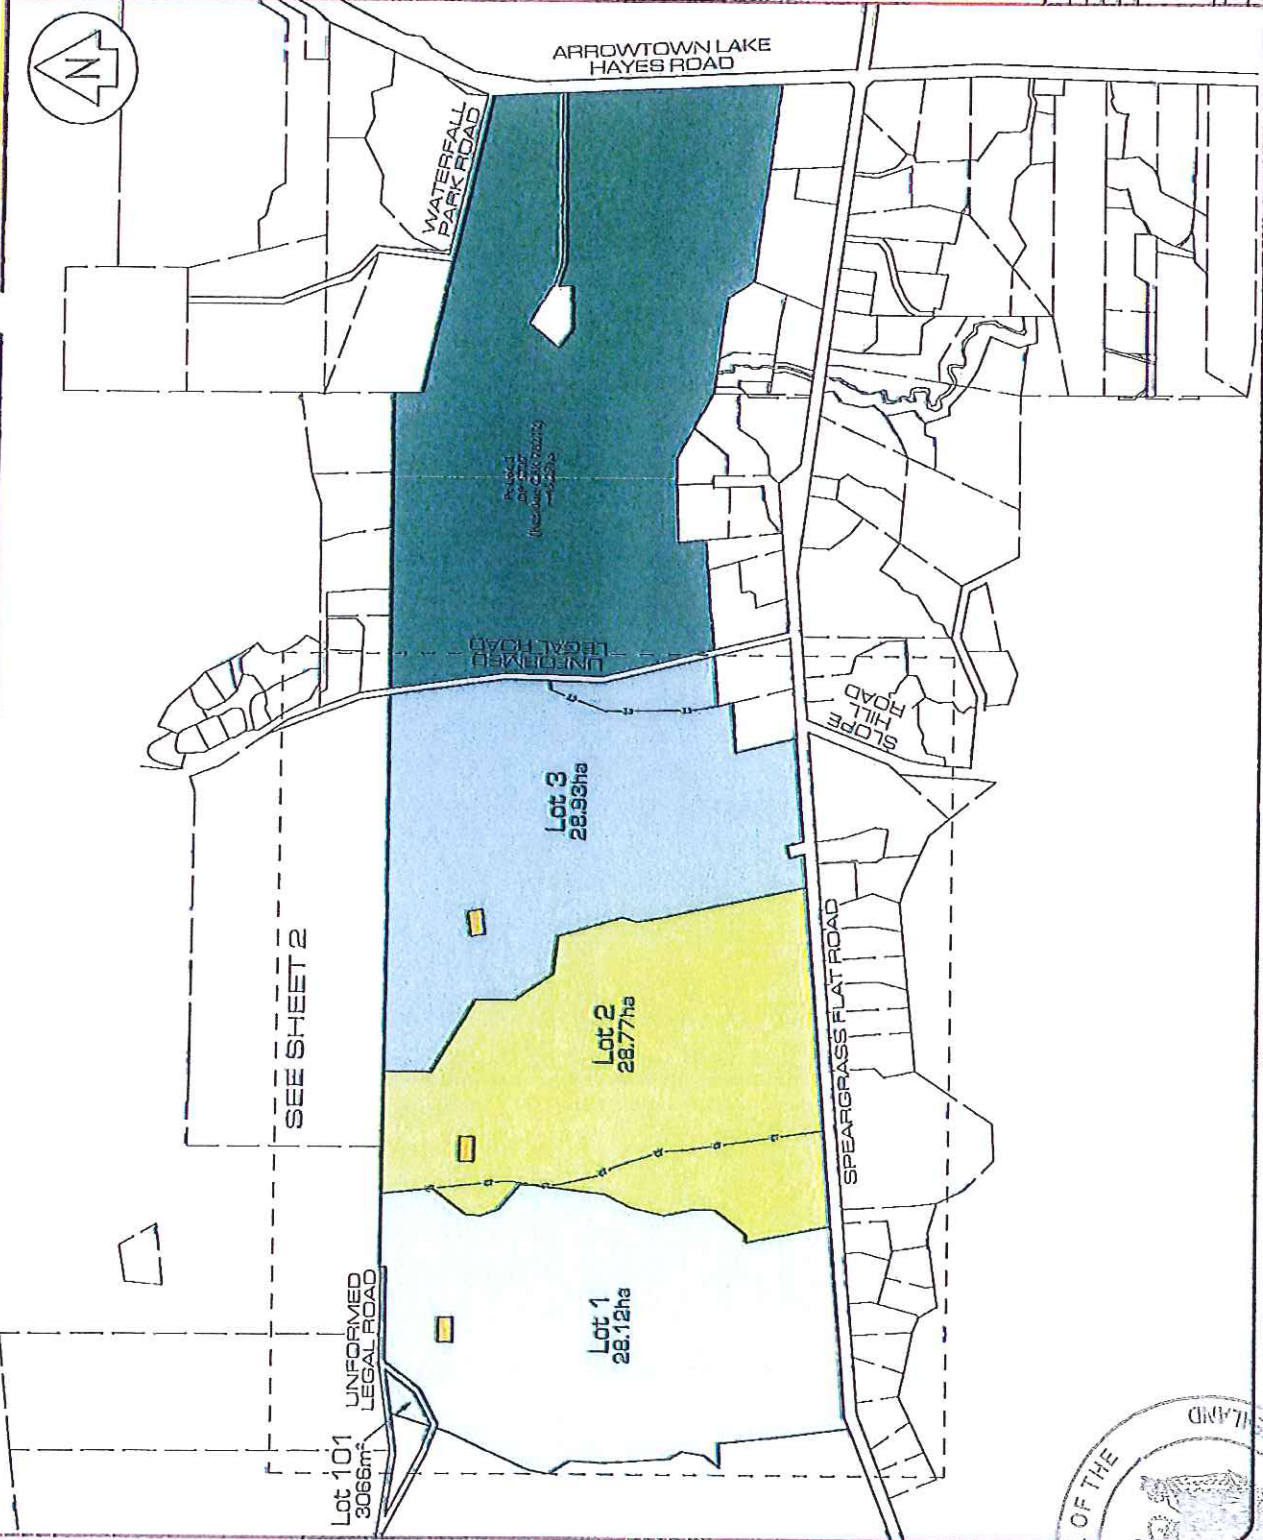 N
ARROWTOWN LAKE
HAYES ROAD
WATERFALL
PARK ROAD
UNFORMED
LEGAL ROAD
SLOPE
HILL
ROAD
Lot 3
28.93ha
SEE SHEET 2
Lot 2
28.77ha
SPEARGRASS FLAT ROAD
Lot 1
28.12ha
UNFORMED
LEGAL ROAD
Lot 101
3066m²
OF THE